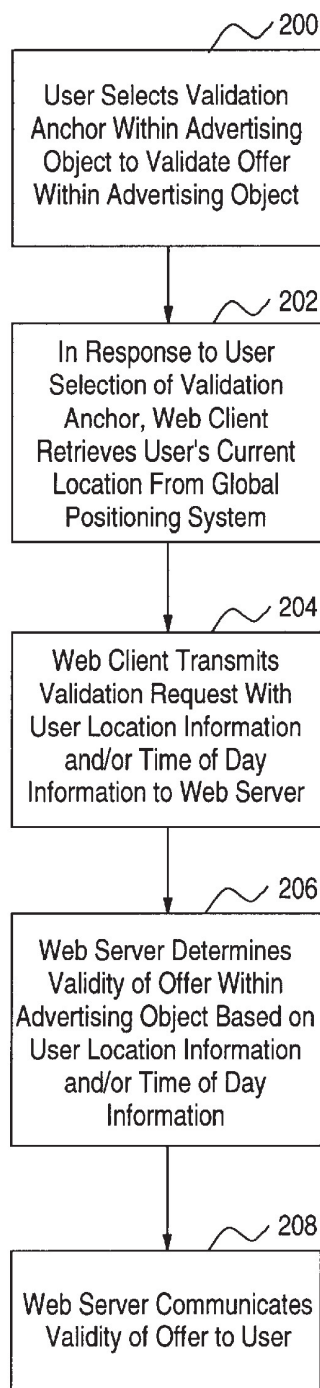 200
User Selects Validation
Anchor Within Advertising
Object to Validate Offer
Within Advertising Object
202
In Response to User
Selection of Validation
Anchor, Web Client
Retrieves User's Current
Location From Global
Positioning System
204
Web Client Transmits
Validation Request With
User Location Information
and/or Time of Day
Information to Web Server
206
Web Server Determines
Validity of Offer Within
Advertising Object Based on
User Location Information
and/or Time of Day
Information
208
Web Server Communicates
Validity of Offer to User